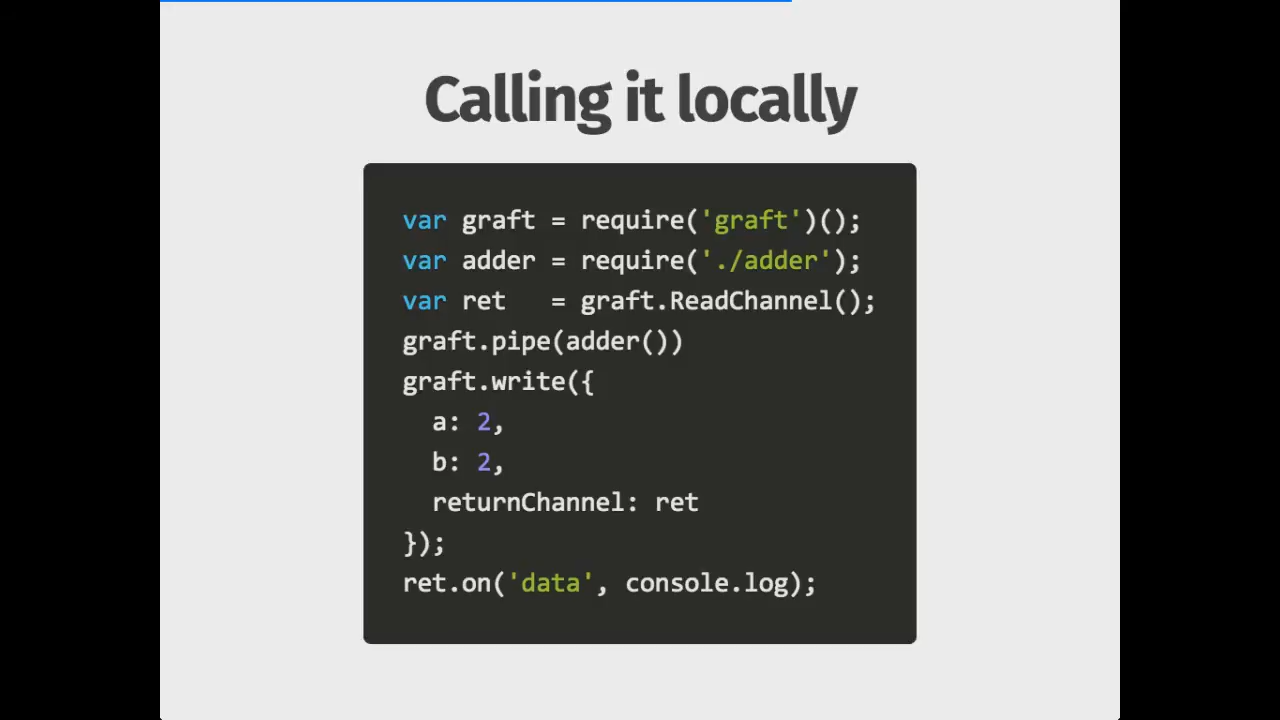 Calling it locally
var graft = require('graft')();
var adder = require('./adder');
var ret   = graft.ReadChannel();
graft.pipe(adder())
graft.write({
  a: 2,
  b: 2,
  returnChannel: ret
});
ret.on('data', console.log);